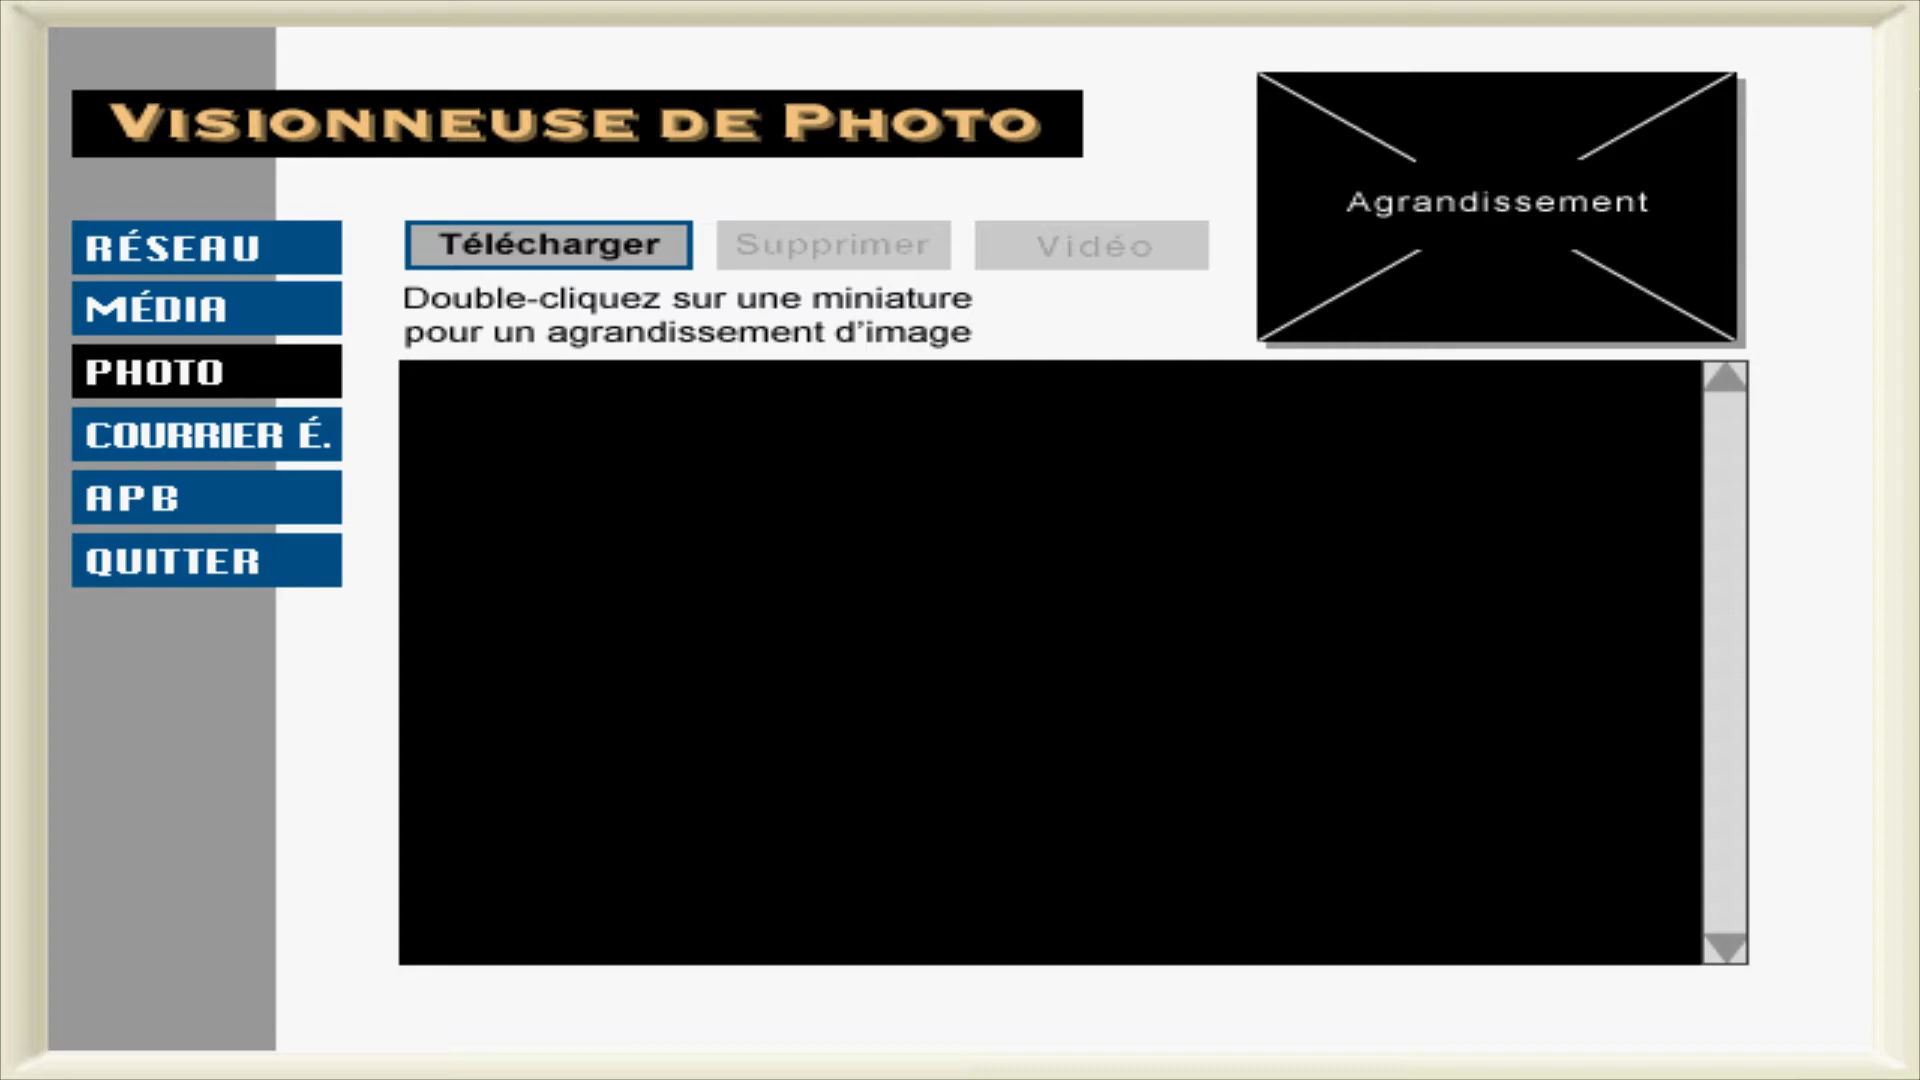 VISIONNEUSE DE PHOTO
Agrandissement
RÉSEAU
MÉDIA
PHOTO
COURRIER É.
APB
QUITTER
Télécharger
Supprimer
Vidéo
Double-cliquez sur une miniature
pour un agrandissement d'image